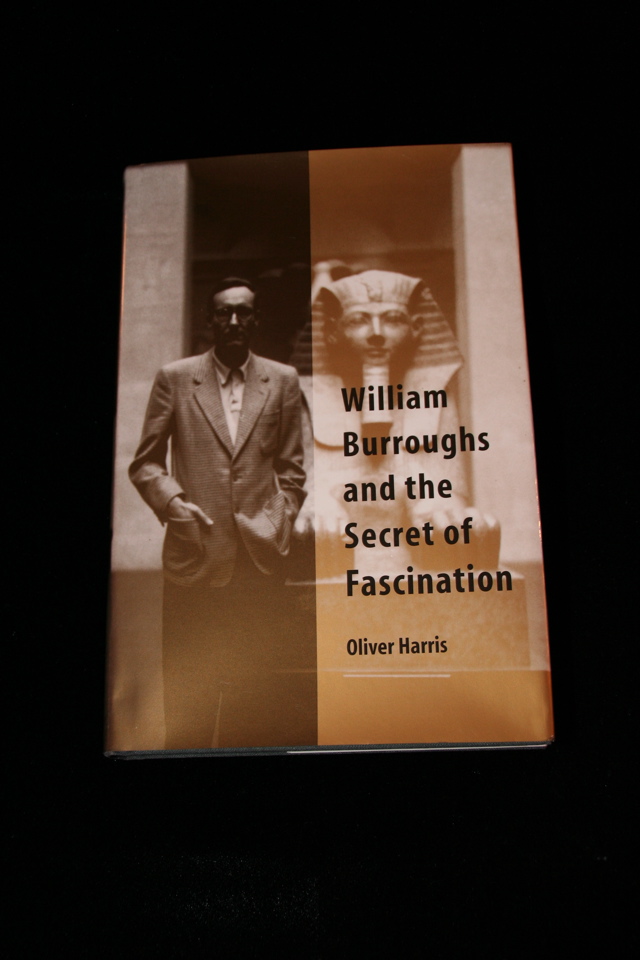 William
Burroughs
and the
Secret of
Fascination
Oliver Harris